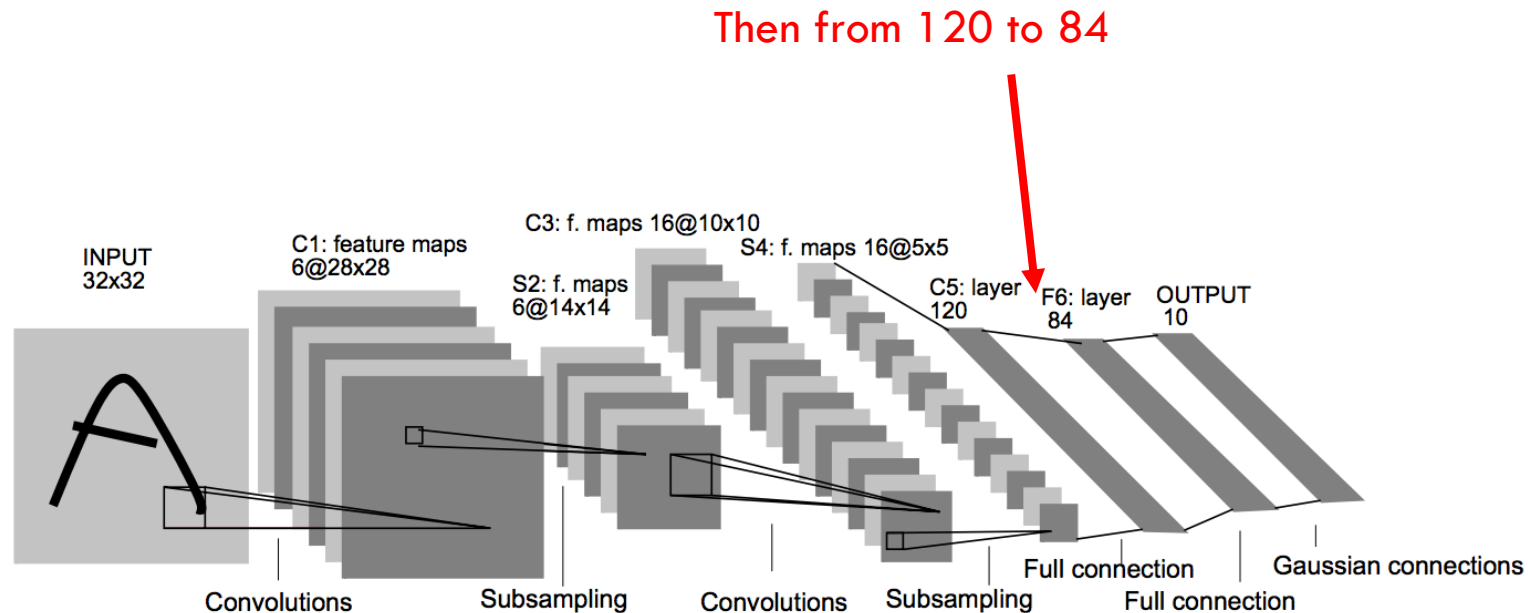 Then from 120 to 84
INPUT
32x32
C1: feature maps
6@28x28
S2: f. maps
6@14x14
C3: f. maps 16@10x10
S4: f. maps 16@5x5
C5: layer
120
F6: layer
84
OUTPUT
10
Convolutions
Subsampling
Convolutions
Subsampling
Full connection
Full connection
Gaussian connections